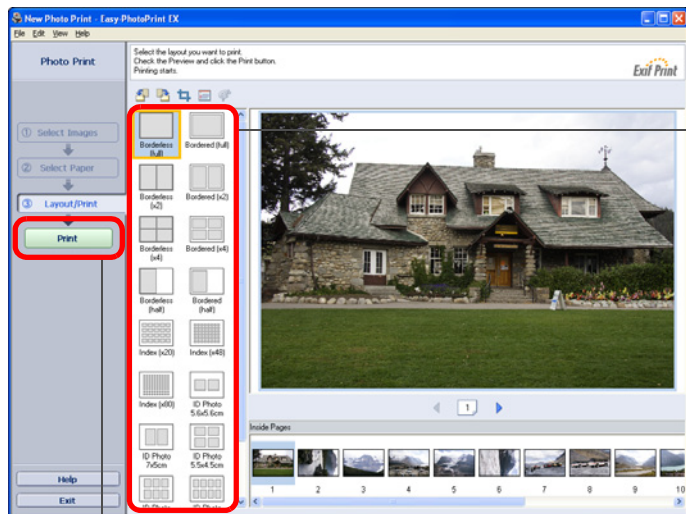 New Photo Print - Easy-PhotoPrint EX
File Edit View Help
Photo Print
Select the layout you want to print.
Check the Preview and click the Print button.
Printing starts.
Exif Print
① Select Images
② Select Paper
③ Layout/Print
Print
Borderless
(full)
Bordered (full)
Borderless
(x2)
Bordered (x2)
Borderless
(x4)
Bordered (x4)
Borderless
(half)
Bordered
(half)
Index (x20)
Index (x48)
Index (x80)
ID Photo
5.6x5.6cm
ID Photo
7x5cm
ID Photo
5.5x4.5cm
ID Photo
ID Photo
1
Inside Pages
1 2 3 4 5 6 7 8 9 10
Help
Exit